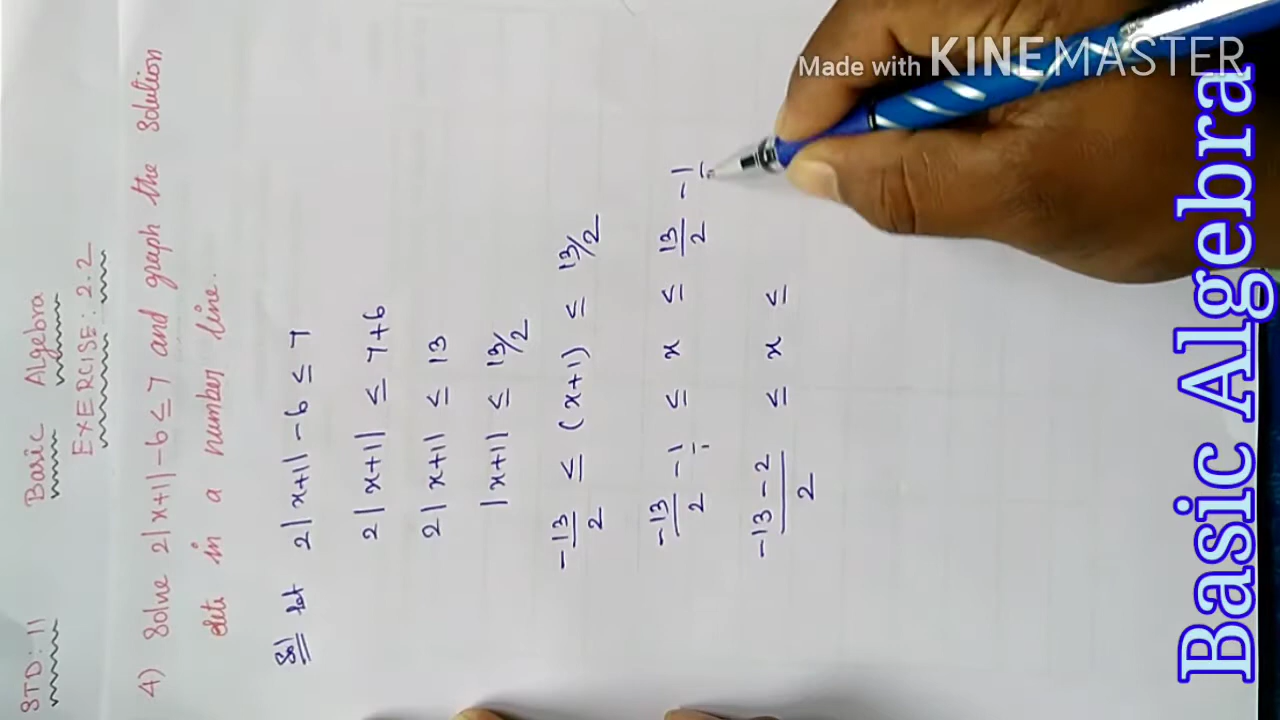 STD: 11 Basic Algebra
EXERCISE: 2.2
4) Solve 2|x+1|-6 ≤ 7 and graph the solution
sets in a number line.
Sol let 2|x+1|-6 ≤ 7
2|x+1| ≤ 7+6
2|x+1| ≤ 13
|x+1| ≤ 13/2
-13/2 ≤ (x+1) ≤ 13/2
-13/2 - 1 ≤ x ≤ 13/2 - 1
-13-2/2 ≤ x ≤
Made with KINEMASTER
Basic Algebra